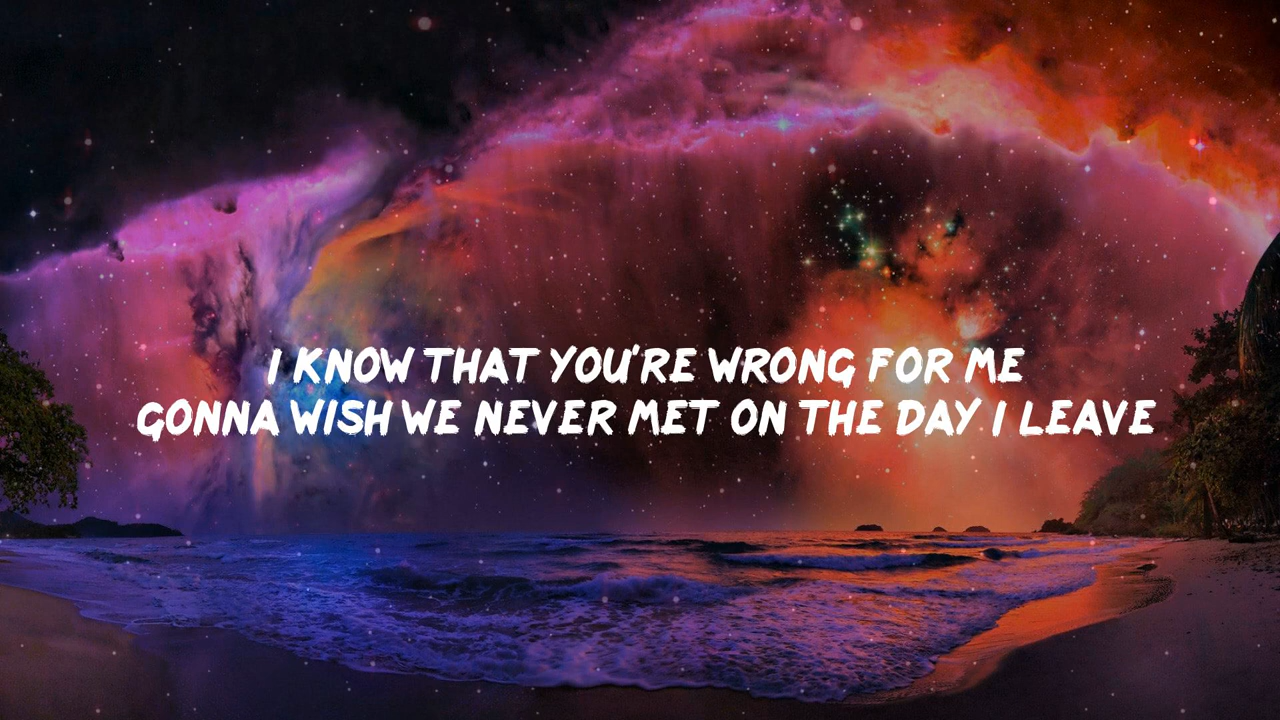 I KNOW THAT YOU'RE WRONG FOR ME
GONNA WISH WE NEVER MET ON THE DAY I LEAVE